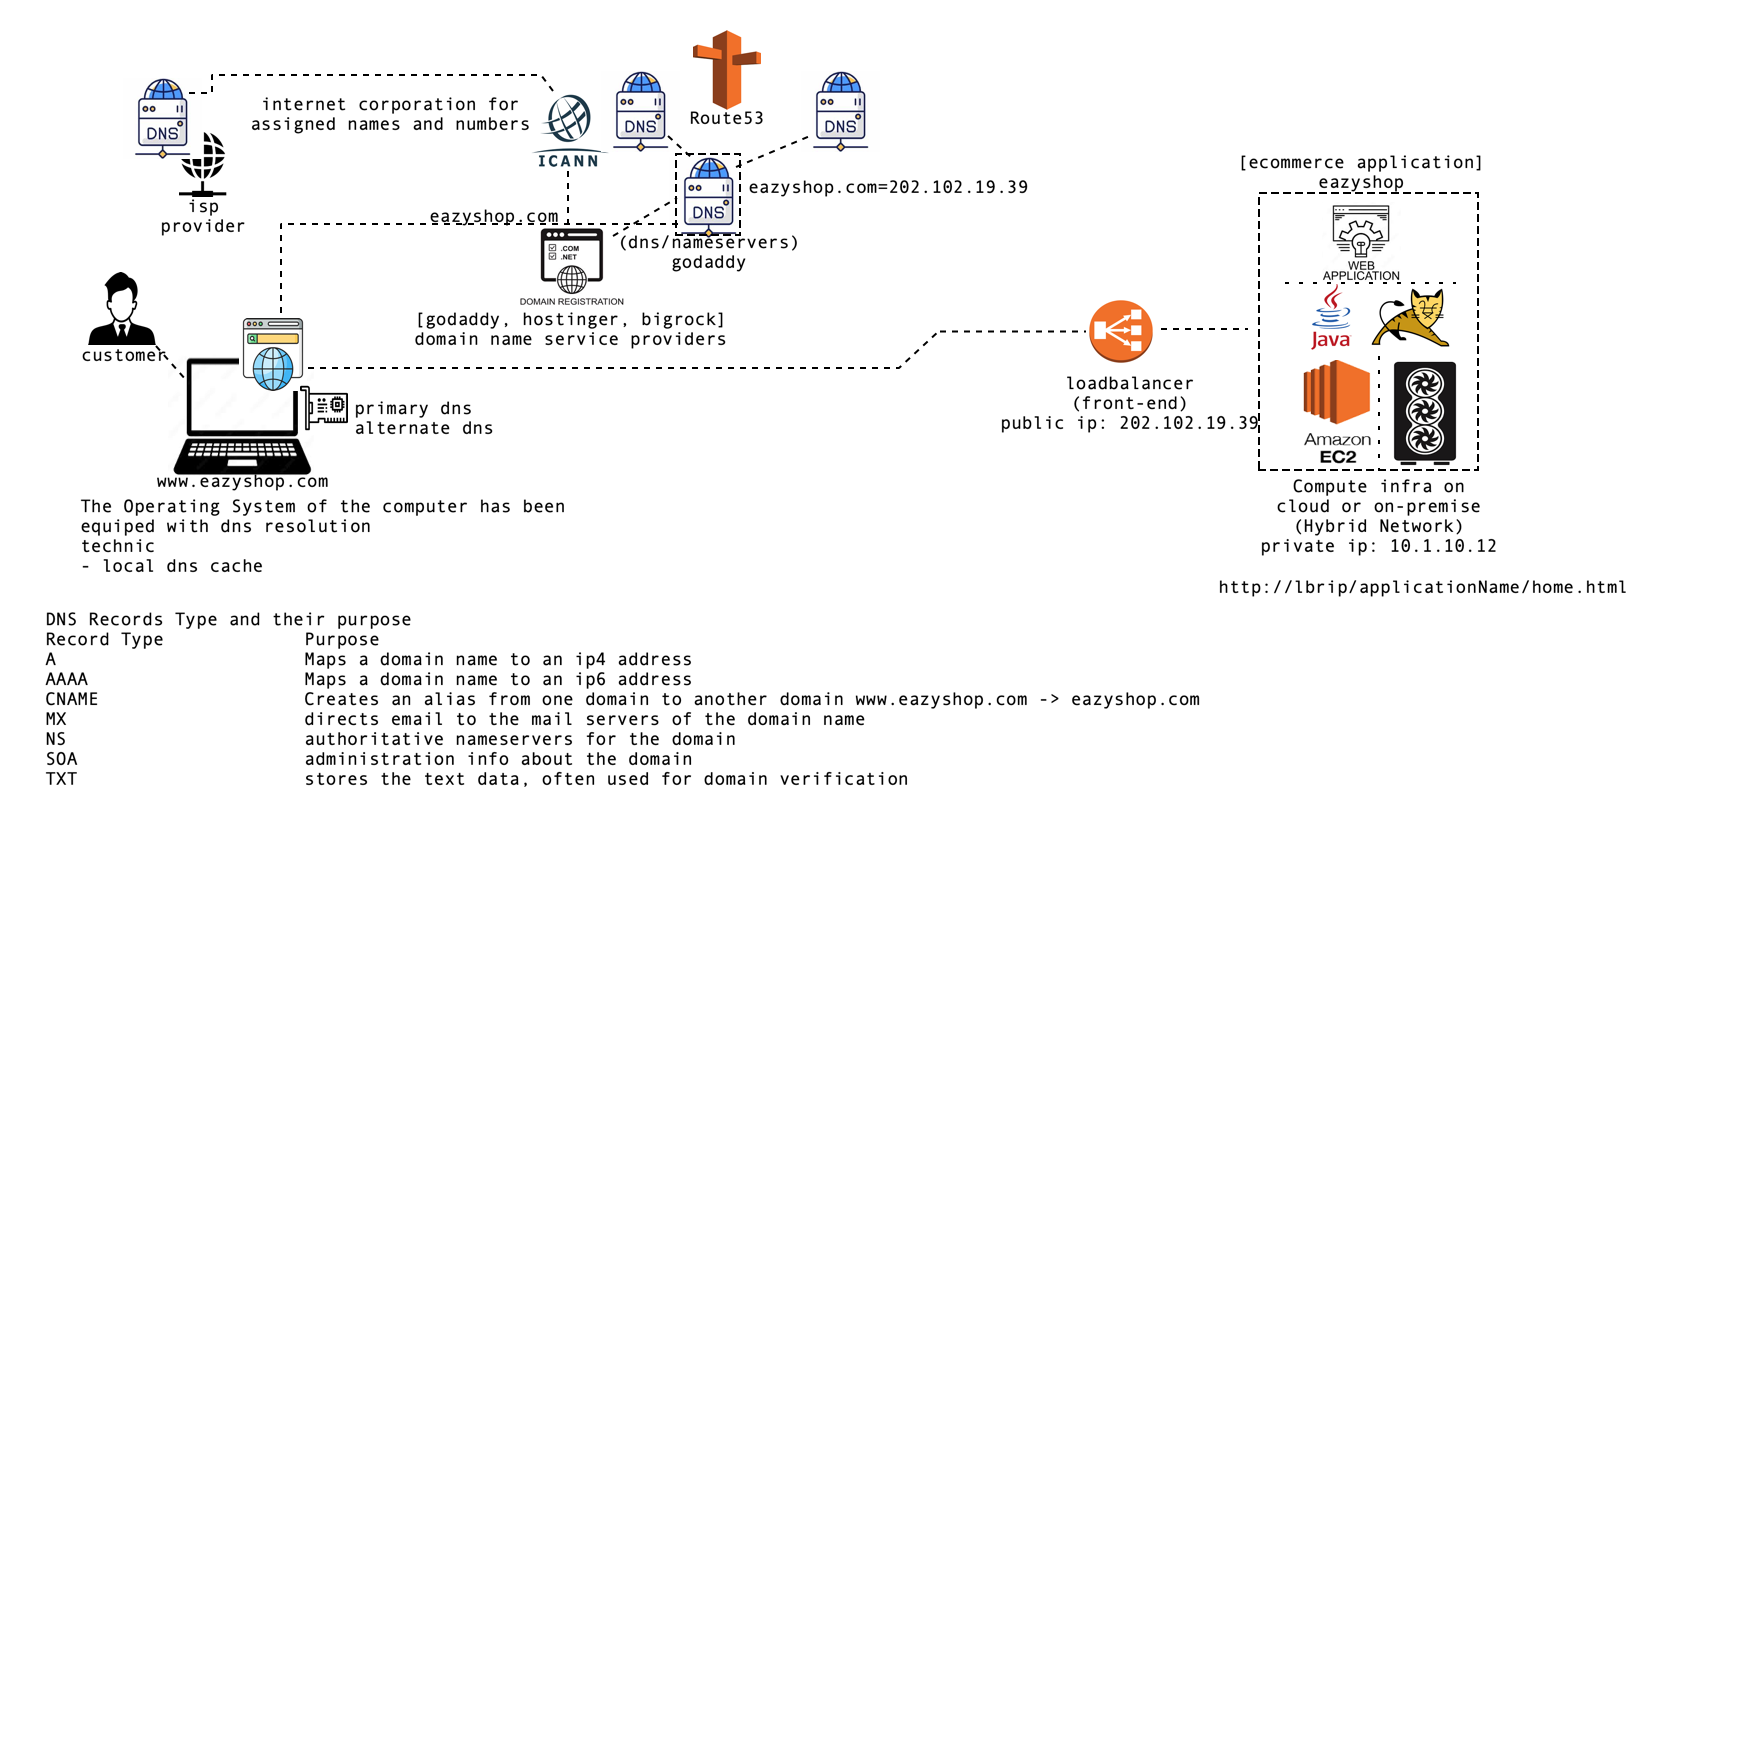 Route53
internet corporation for
assigned names and numbers
DNS
DNS
DNS
ICANN
isp
provider
eazyshop.com
DNS
eazyshop.com=202.102.19.39
(dns/nameservers)
godaddy
.COM
.NET
DOMAIN REGISTRATION
[godaddy, hostinger, bigrock]
domain name service providers
customer
primary dns
alternate dns
www.eazyshop.com
The Operating System of the computer has been
equiped with dns resolution
technic
- local dns cache
loadbalancer
(front-end)
public ip: 202.102.19.39
[ecommerce application]
eazyshop
WEB
APPLICATION
Java
Amazon
EC2
Compute infra on
cloud or on-premise
(Hybrid Network)
private ip: 10.1.10.12
http://lbrip/applicationName/home.html
DNS Records Type and their purpose
Record Type Purpose
A Maps a domain name to an ip4 address
AAAA Maps a domain name to an ip6 address
CNAME Creates an alias from one domain to another domain www.eazyshop.com -> eazyshop.com
MX directs email to the mail servers of the domain name
NS authoritative nameservers for the domain
SOA administration info about the domain
TXT stores the text data, often used for domain verification